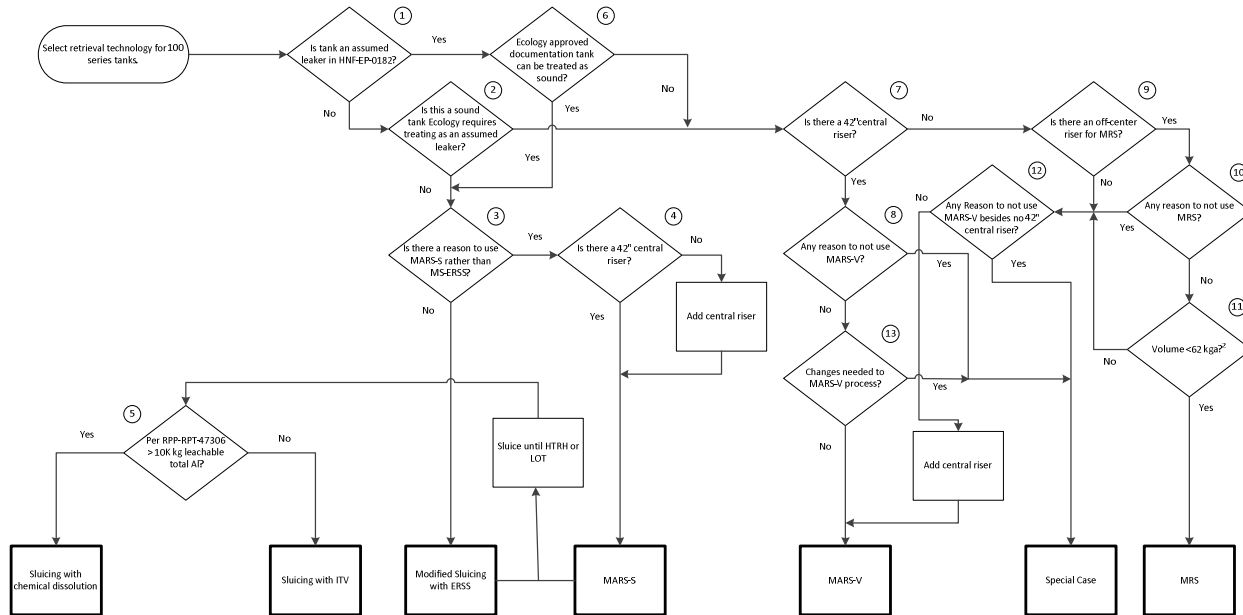 Select retrieval technology for 100
series tanks.
1
Is tank an assumed
leaker in HNF-EP-0182?
Yes
No
6
Ecology approved
documentation tank
can be treated as
sound?
No
Yes
2
Is this a sound
tank Ecology requires
treating as an assumed
leaker?
Yes
No
7
Is there a 42" central
riser?
No
Yes
9
Is there an off-center
riser for MRS?
Yes
No
3
Is there a reason to use
MARS-S rather than
MS-ERSS?
Yes
No
4
Is there a 42" central
riser?
No
Yes
Add central riser
8
Any reason to not use
MARS-V?
Yes
No
12
Any Reason to not use
MARS-V besides no 42"
central riser?
No
Yes
10
Any reason to not use
MRS?
Yes
No
11
Volume <62 kga?²
No
Yes
13
Changes needed to
MARS-V process?
Yes
No
5
Per RPP-RPT-47306
>10K kg leachable
total Al?
Yes
No
Sluice until HTRH or
LOT
Add central riser
Sluicing with
chemical dissolution
Sluicing with ITV
Modified Sluicing
with ERSS
MARS-S
MARS-V
Special Case
MRS